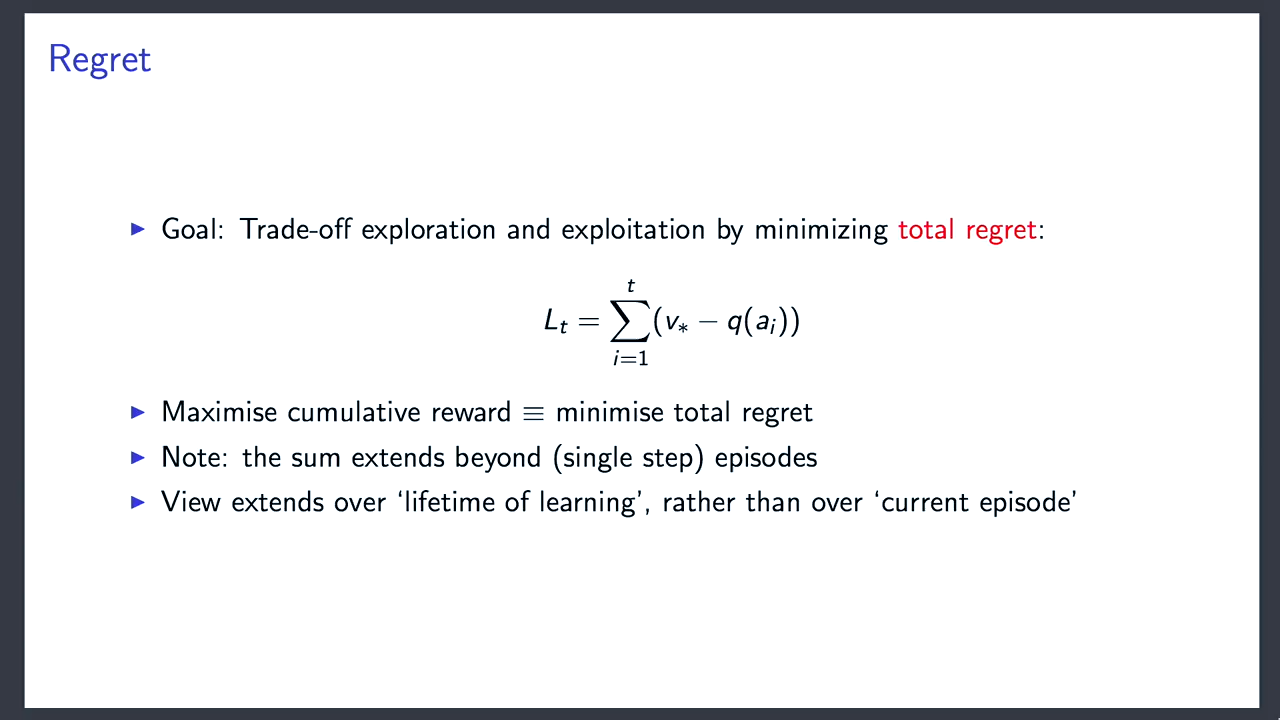 Regret
▶ Goal: Trade-off exploration and exploitation by minimizing total regret:
L_t = \sum_{i=1}^{t} (v_* − q(a_i))
▶ Maximise cumulative reward ≡ minimise total regret
▶ Note: the sum extends beyond (single step) episodes
▶ View extends over ‘lifetime of learning’, rather than over ‘current episode’